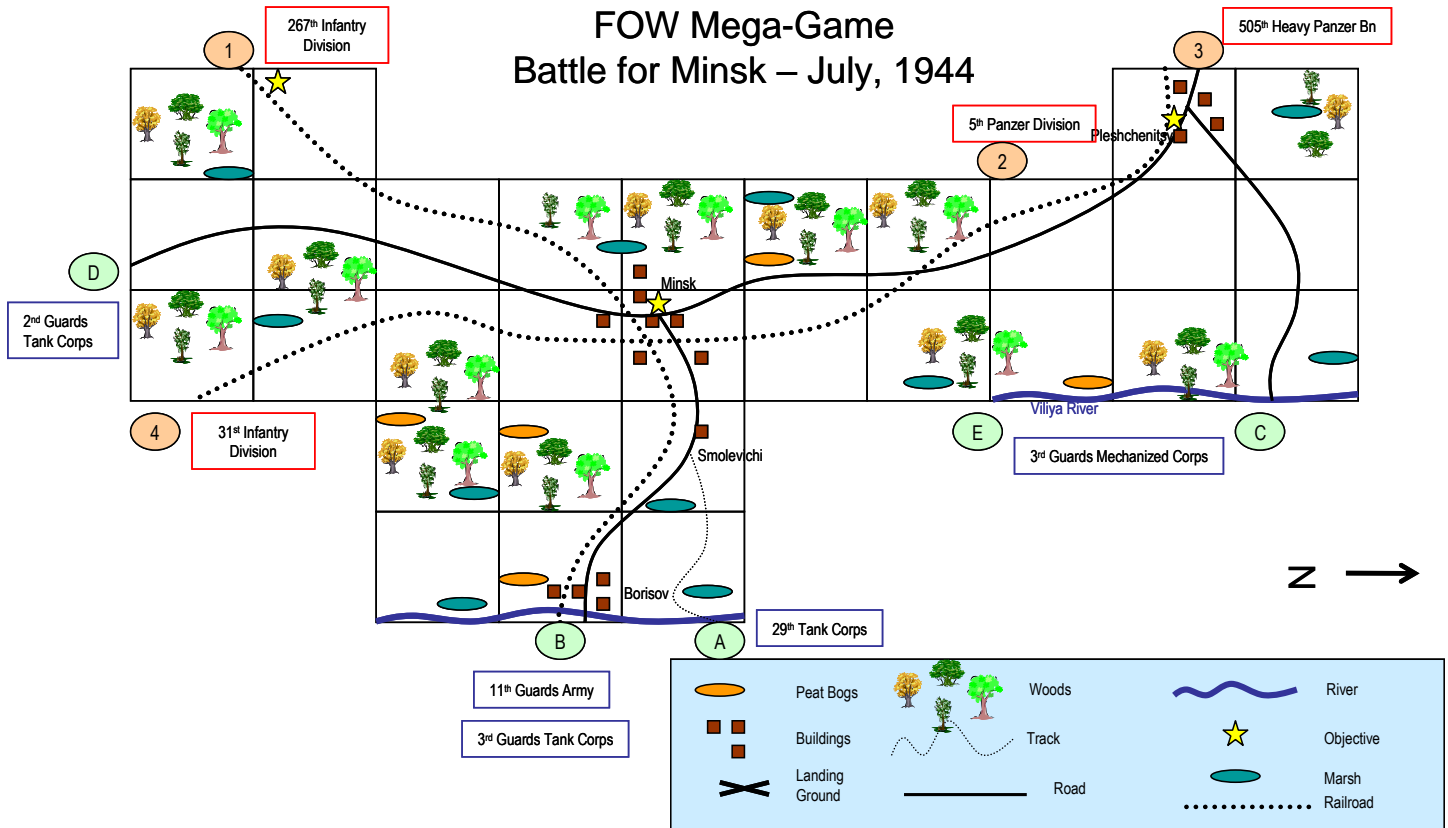 FOW Mega-Game
Battle for Minsk – July, 1944
267th Infantry
Division
505th Heavy Panzer Bn
1
3
5th Panzer Division
Pleshchenitsy
2
D
Minsk
2nd Guards
Tank Corps
Viliya River
4
31st Infantry
Division
E
C
3rd Guards Mechanized Corps
Smolevichi
N
Borisov
29th Tank Corps
B
A
11th Guards Army
3rd Guards Tank Corps
Peat Bogs
Woods
River
Buildings
Track
Objective
Landing
Ground
Road
Marsh
Railroad